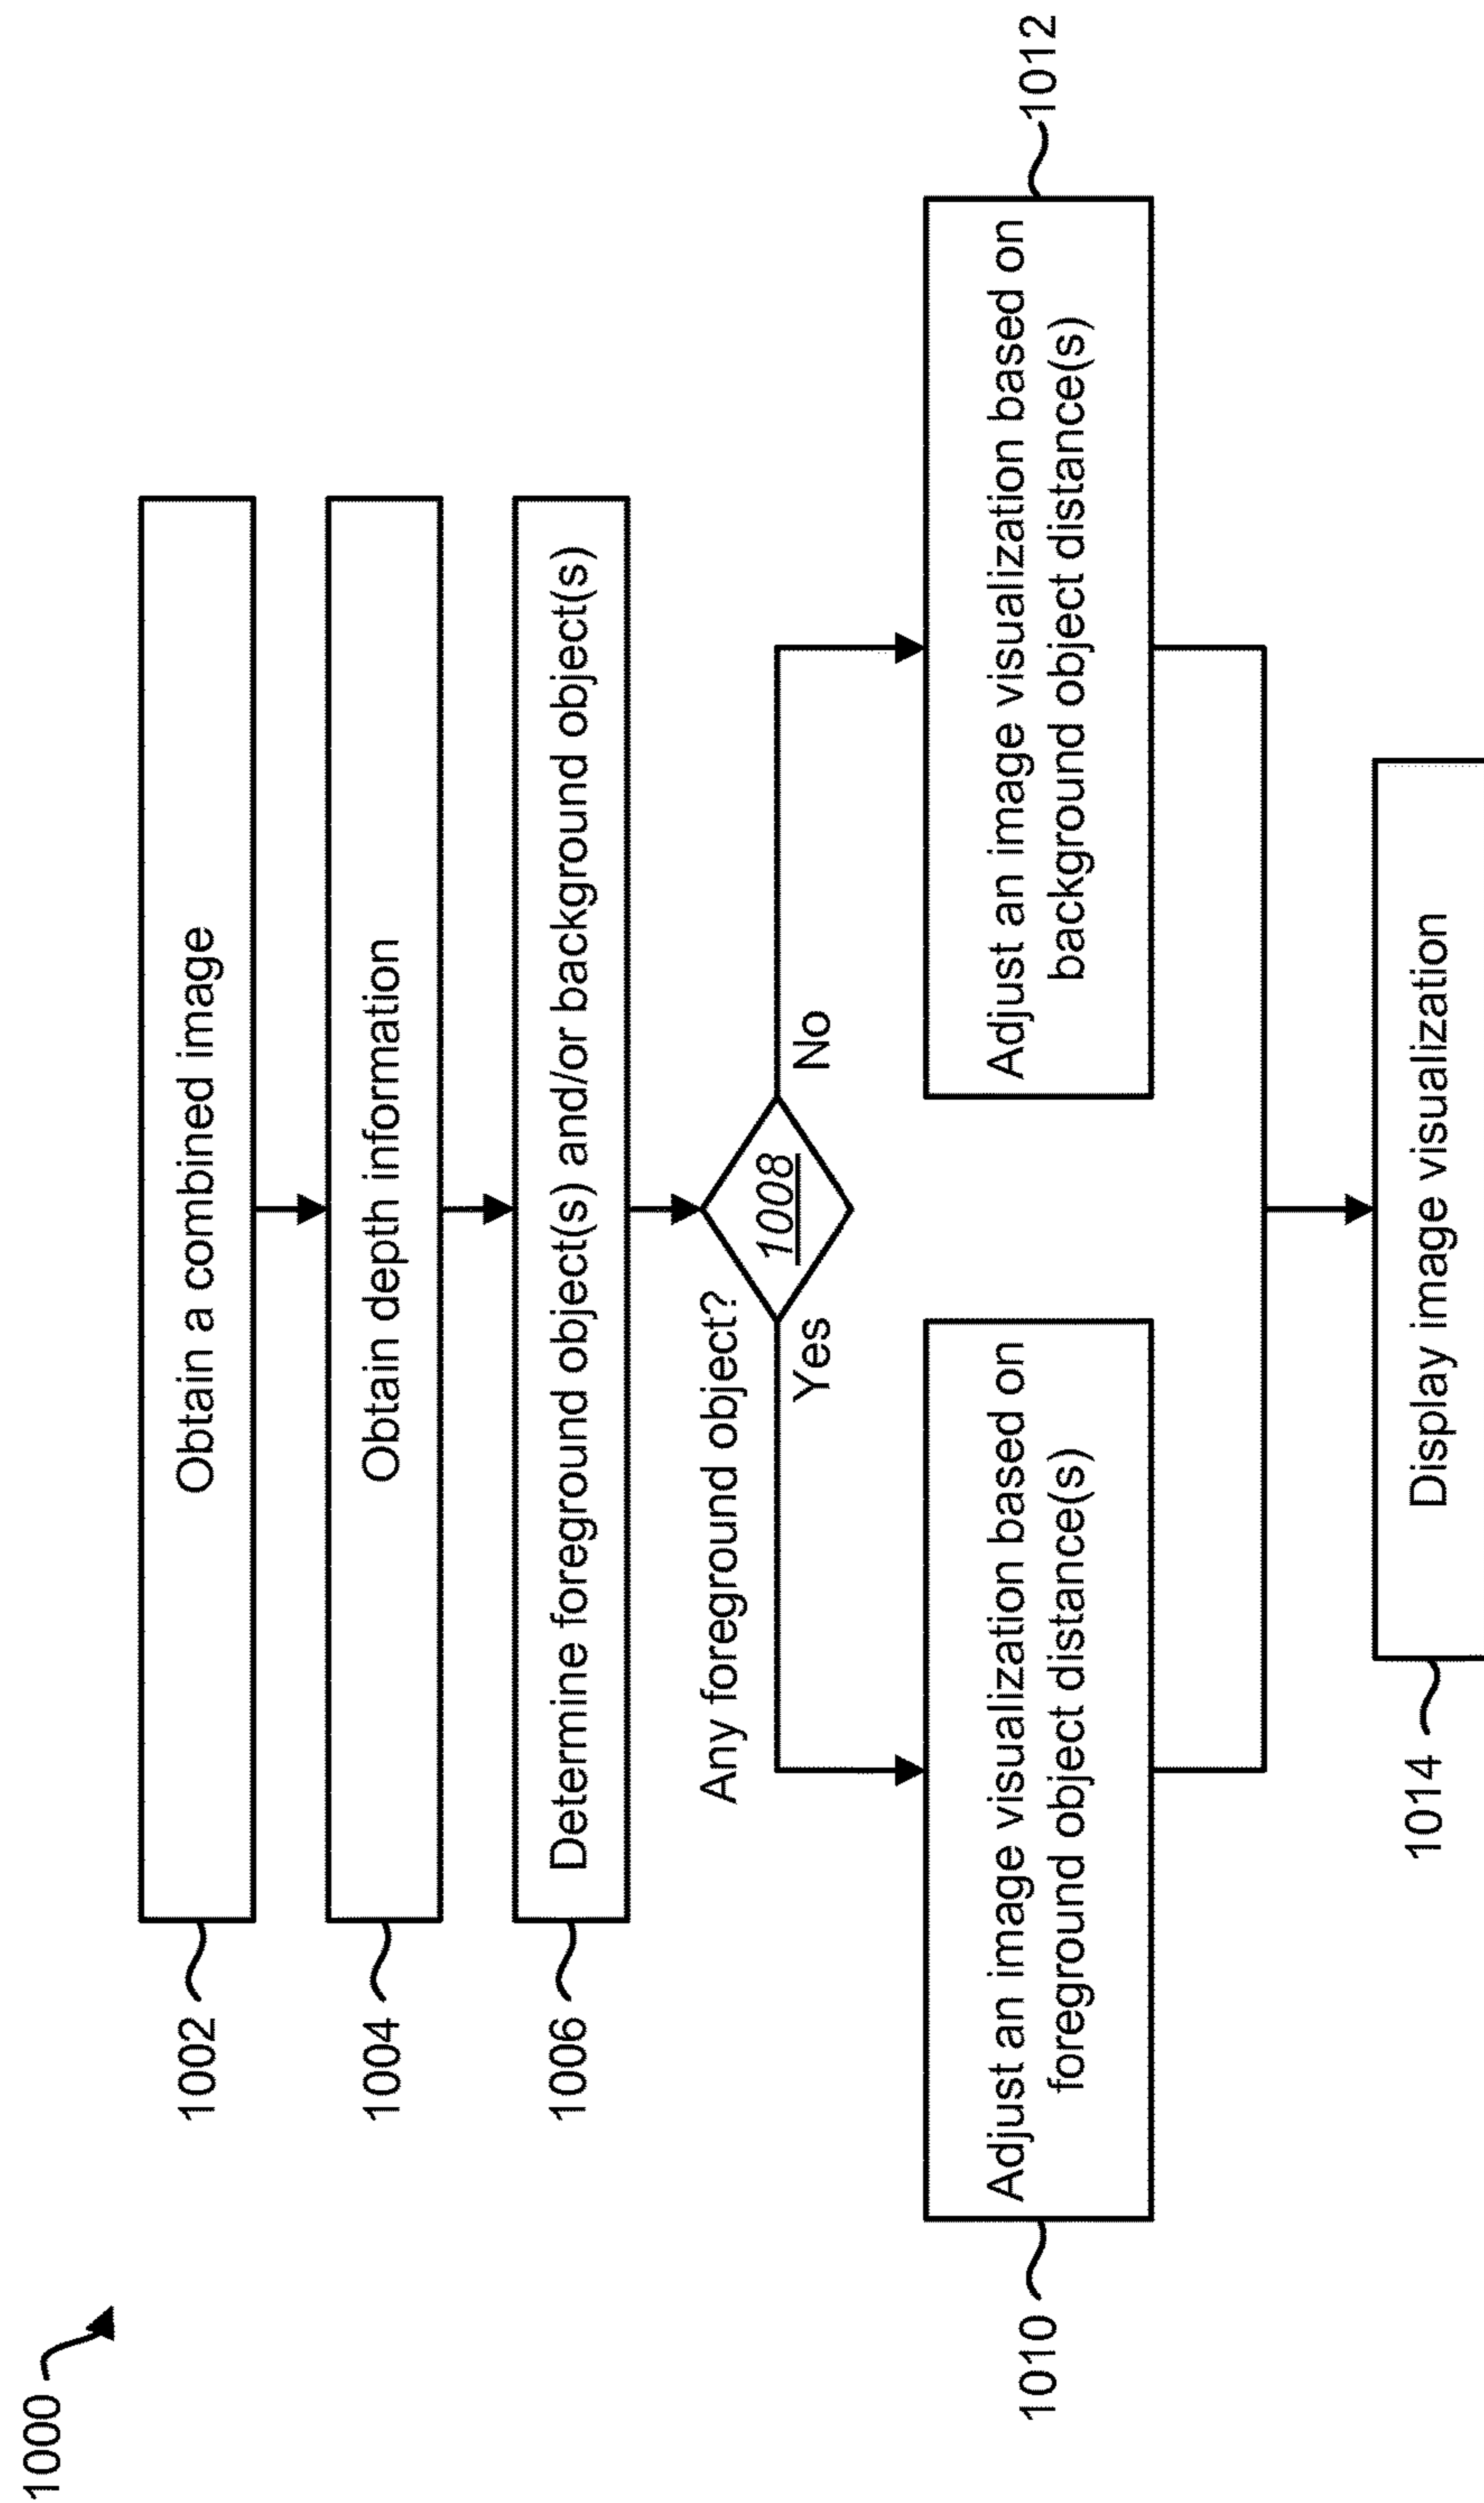 1000
1002
Obtain a combined image
1004
Obtain depth information
1006
Determine foreground object(s) and/or background object(s)
Any foreground object?
1008
Yes
No
1010
Adjust an image visualization based on
foreground object distance(s)
Adjust an image visualization based on
background object distance(s)
1012
1014
Display image visualization